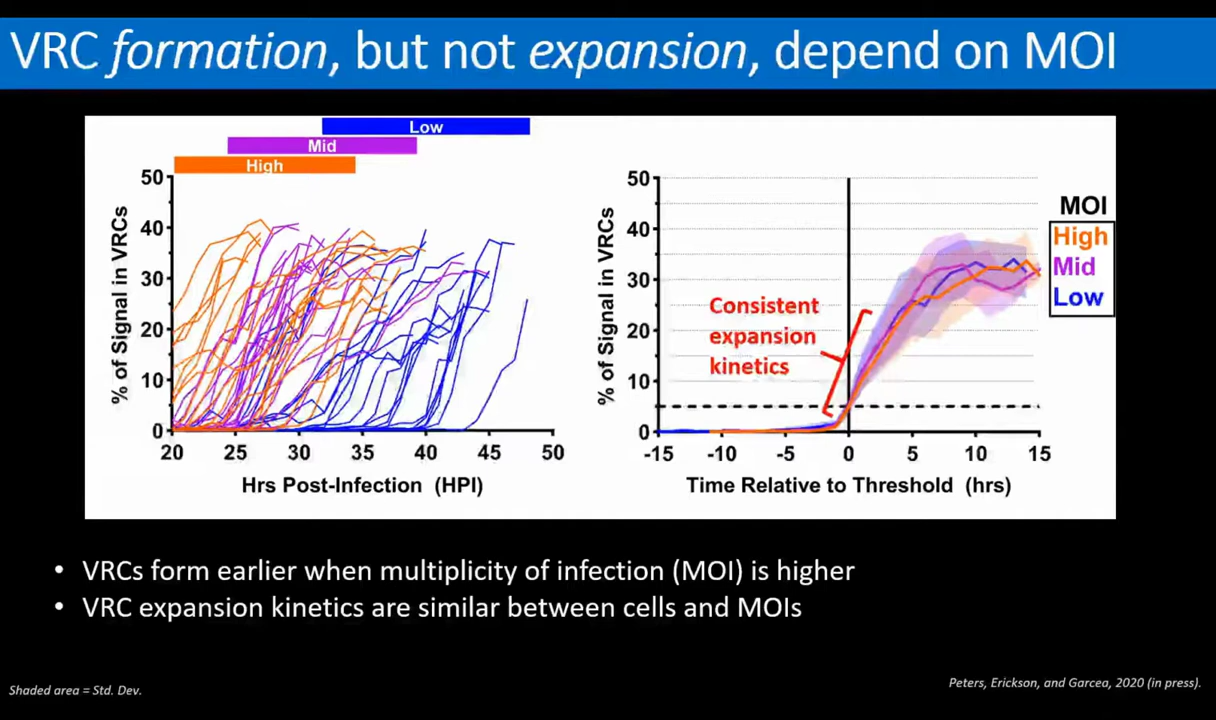 VRC formation, but not expansion, depend on MOI
Low
Mid
High
% of Signal in VRCs
50
40
30
20
10
0
20 25 30 35 40 45 50
Hrs Post-Infection (HPI)
% of Signal in VRCs
50
40
30
20
10
0
-15 -10 -5 0 5 10 15
Time Relative to Threshold (hrs)
Consistent
expansion
kinetics
MOI
High
Mid
Low
• VRCs form earlier when multiplicity of infection (MOI) is higher
• VRC expansion kinetics are similar between cells and MOIs
Shaded area = Std. Dev.
Peters, Erickson, and Garcea, 2020 (in press).